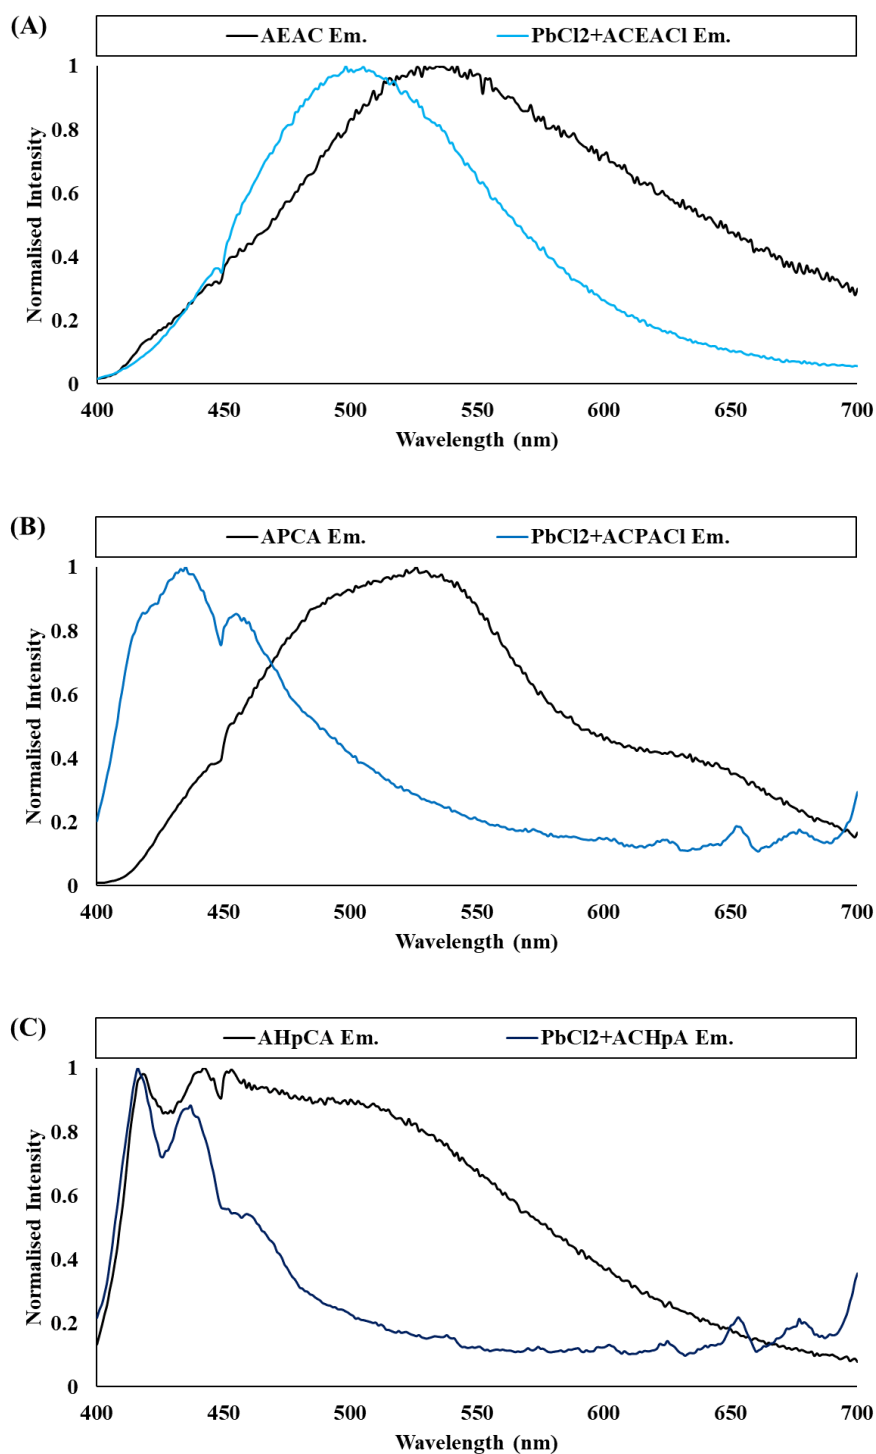 (A)
AEAC Em. PbCl2+ACEACl Em.
1
0.8
0.6
0.4
0.2
0
Normalised Intensity
400 450 500 550 600 650 700
Wavelength (nm)
(B)
APCA Em. PbCl2+ACPACl Em.
1
0.8
0.6
0.4
0.2
0
Normalised Intensity
400 450 500 550 600 650 700
Wavelength (nm)
(C)
AHpCA Em. PbCl2+ACHpA Em.
1
0.8
0.6
0.4
0.2
0
Normalised Intensity
400 450 500 550 600 650 700
Wavelength (nm)